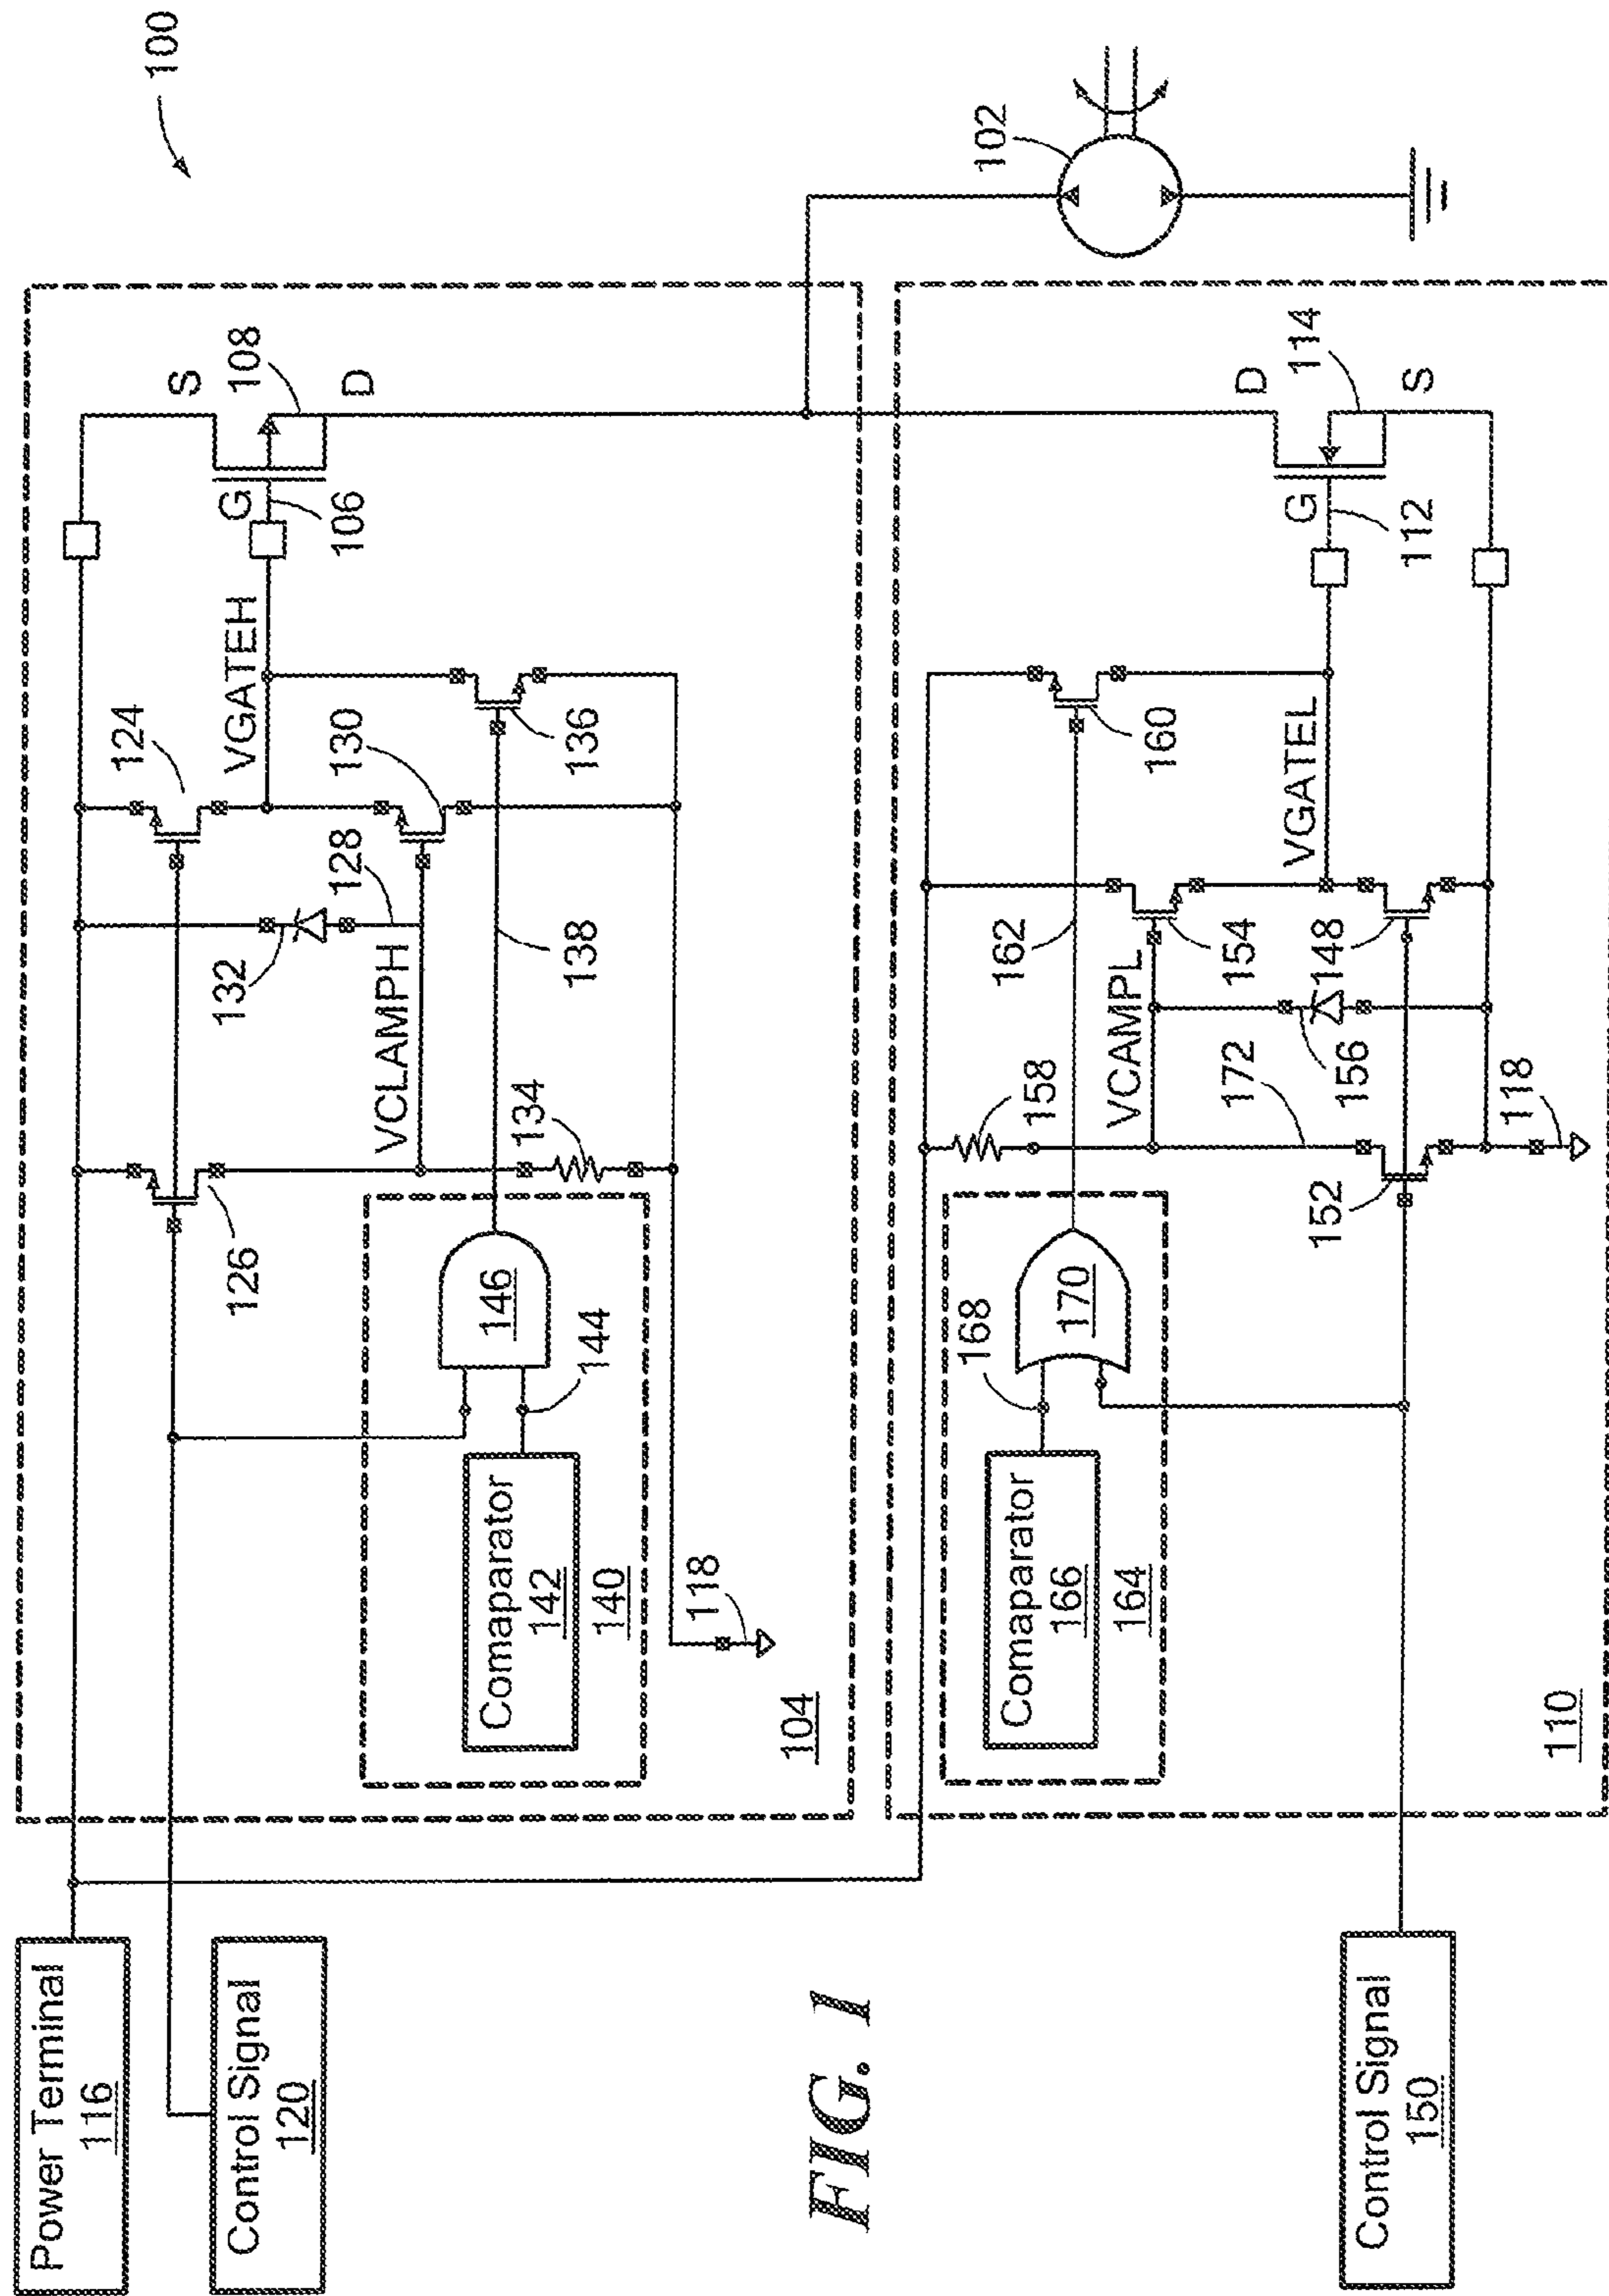 100
Power Terminal
116
Control Signal
120
126
124
132
128
130
VCLAMPH
VGATEH
134
136
138
S
G
D
108
106
Comaparator
142
140
144
146
118
104
102
Comaparator
166
164
168
170
158
162
160
VCAMPL
VGATEL
172
154
156
148
152
118
D
G
S
114
112
110
Control Signal
150
FIG. 1